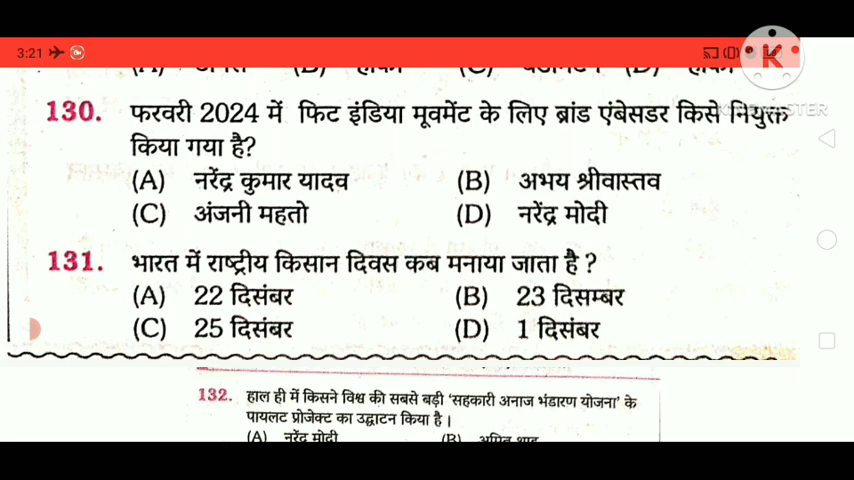 3:21
130. फरवरी 2024 में फिट इंडिया मूवमेंट के लिए ब्रांड एंबेसडर किसे नियुक्त
किया गया है?
(A) नरेंद्र कुमार यादव (B) अभय श्रीवास्तव
(C) अंजनी महतो (D) नरेंद्र मोदी
131. भारत में राष्ट्रीय किसान दिवस कब मनाया जाता है ?
(A) 22 दिसंबर (B) 23 दिसम्बर
(C) 25 दिसंबर (D) 1 दिसंबर
132. हाल ही में किसने विश्व की सबसे बड़ी 'सहकारी अनाज भंडारण योजना' के
पायलट प्रोजेक्ट का उद्घाटन किया है ।
(A) नरेंद्र मोदी (B) अमित शाह